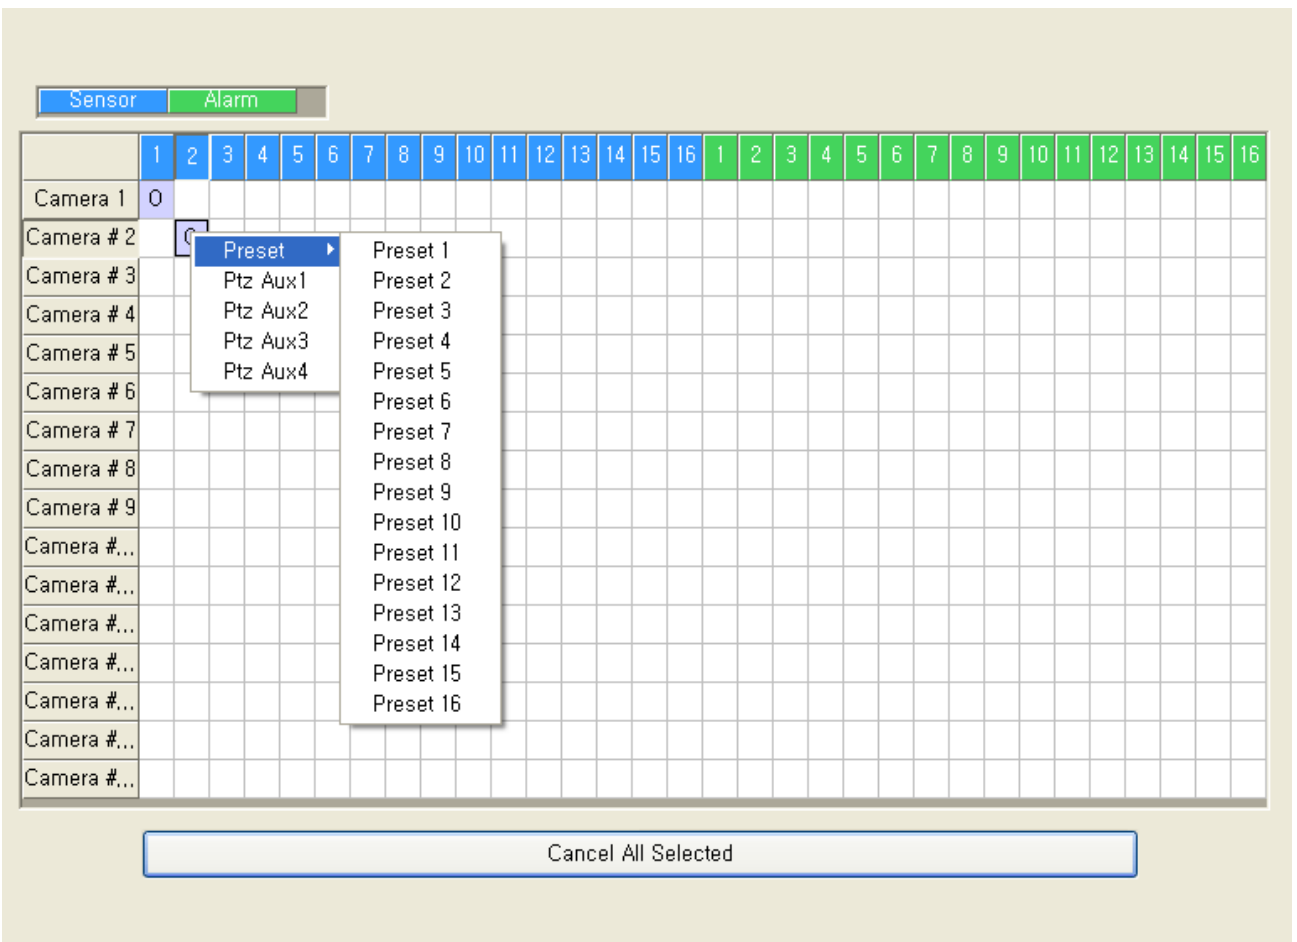 Sensor Alarm
1 2 3 4 5 6 7 8 9 10 11 12 13 14 15 16 1 2 3 4 5 6 7 8 9 10 11 12 13 14 15 16
Camera 1 O
Camera # 2
Preset Preset 1
Camera # 3 Ptz Aux1 Preset 2
Camera # 4 Ptz Aux2 Preset 3
Camera # 5 Ptz Aux3 Preset 4
Ptz Aux4 Preset 5
Camera # 6 Preset 6
Camera # 7 Preset 7
Camera # 8 Preset 8
Camera # 9 Preset 9
Preset 10
Camera #... Preset 11
Camera #... Preset 12
Camera #... Preset 13
Preset 14
Camera #... Preset 15
Camera #... Preset 16
Camera #...
Camera #...
Cancel All Selected